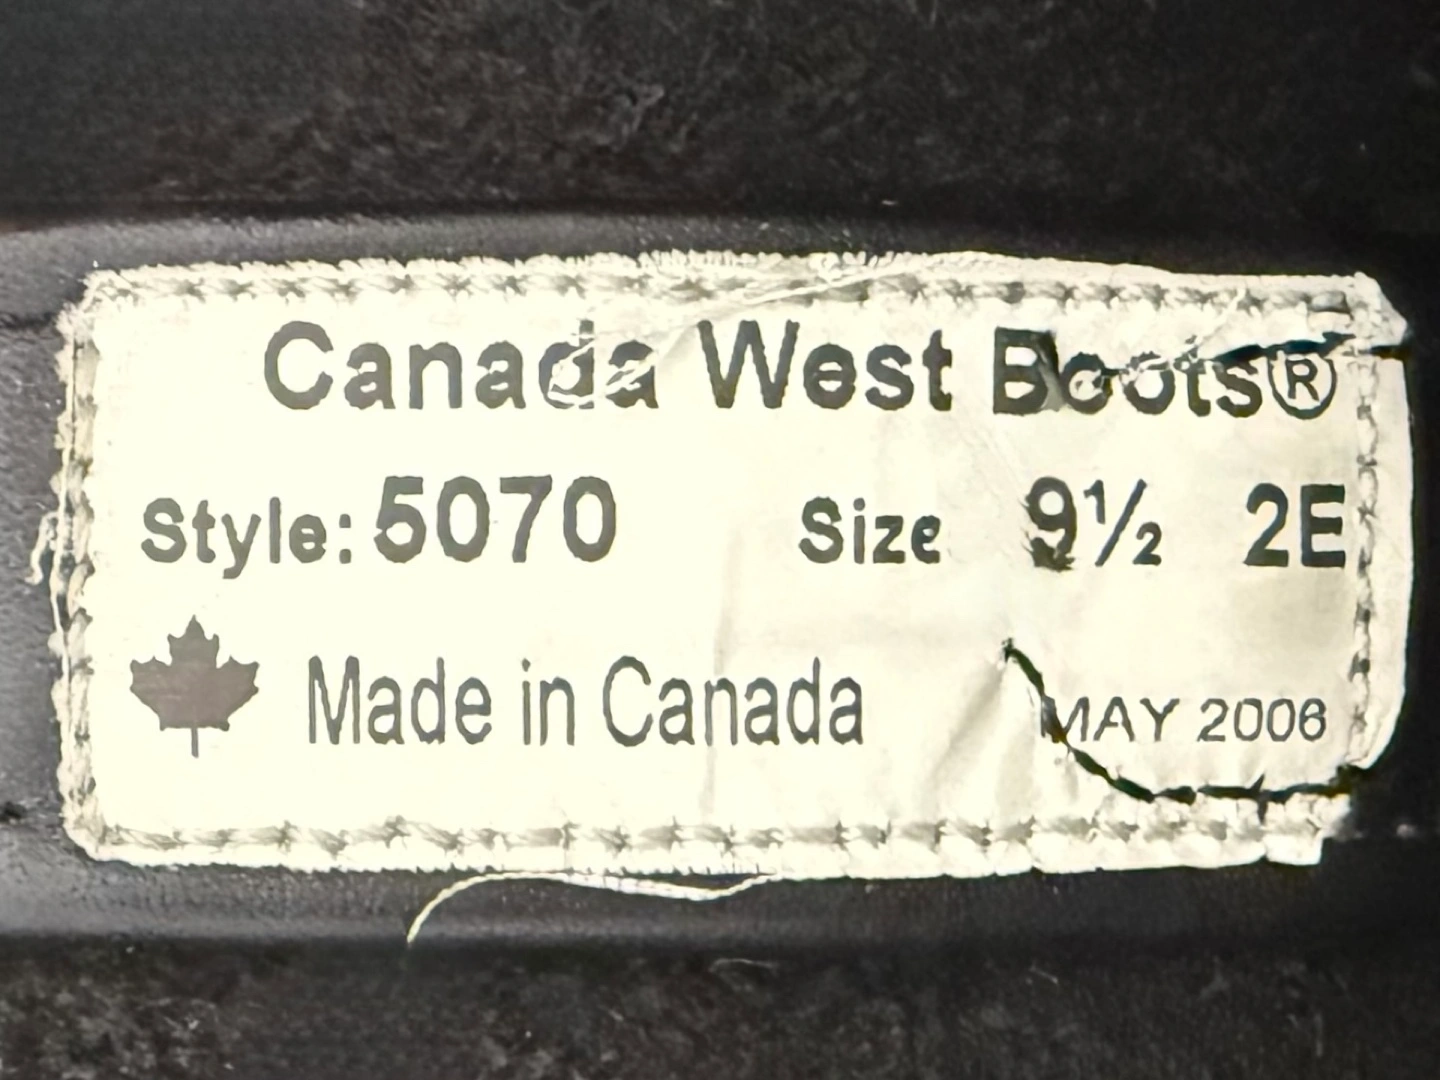 Canada West Boots®
Style: 5070 Size 9½ 2E
Made in Canada MAY 2006